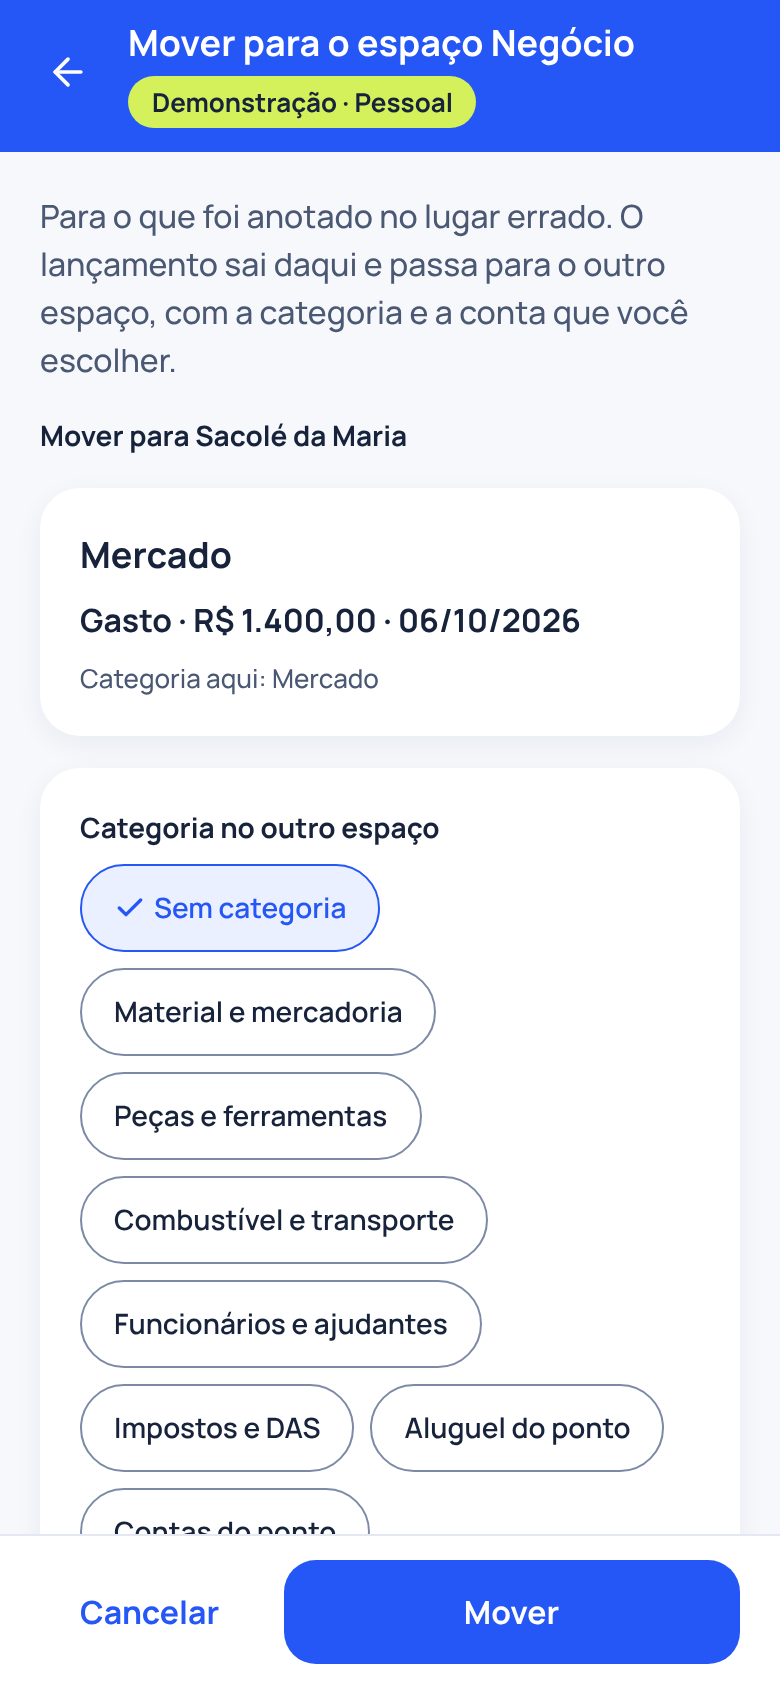 Mover para o espaço Negócio
Demonstração · Pessoal
Para o que foi anotado no lugar errado. O
lançamento sai daqui e passa para o outro
espaço, com a categoria e a conta que você
escolher.
Mover para Sacolé da Maria
Mercado
Gasto · R$ 1.400,00 · 06/10/2026
Categoria aqui: Mercado
Categoria no outro espaço
Sem categoria
Material e mercadoria
Peças e ferramentas
Combustível e transporte
Funcionários e ajudantes
Impostos e DAS
Aluguel do ponto
Contas do ponto
Cancelar
Mover